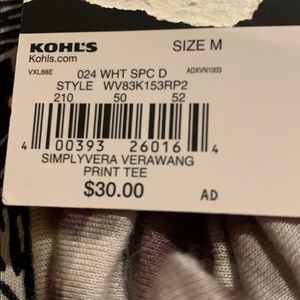 KOHL'S
SIZE M
Kohls.com
VXL88E
024 WHT SPC D
ADXVN1003
STYLE WV83K153RP2
210 50 52
4 00393 26016 4
SIMPLYVERA VERAWANG
PRINT TEE
$30.00
AD